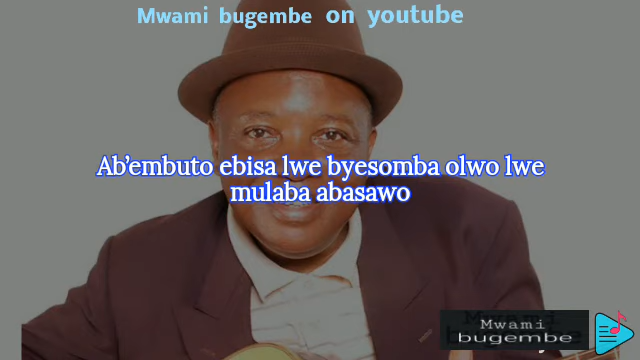 Mwami bugembe on youtube
Ab'embuto ebisa lwe byesomba olwo lwe
mulaba abasawo
Mwami
bugembe